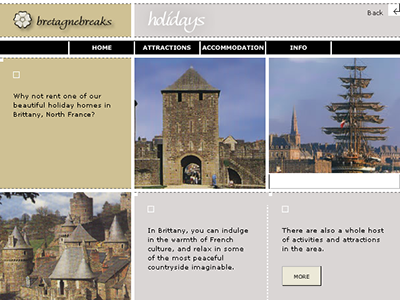 bretagnebreaks
holidays
Back
HOME
ATTRACTIONS
ACCOMMODATION
INFO
Why not rent one of our
beautiful holiday homes in
Brittany, North France?
In Brittany, you can indulge
in the warmth of French
culture, and relax in some
of the most peaceful
countryside imaginable.
There are also a whole host
of activities and attractions
in the area.
MORE